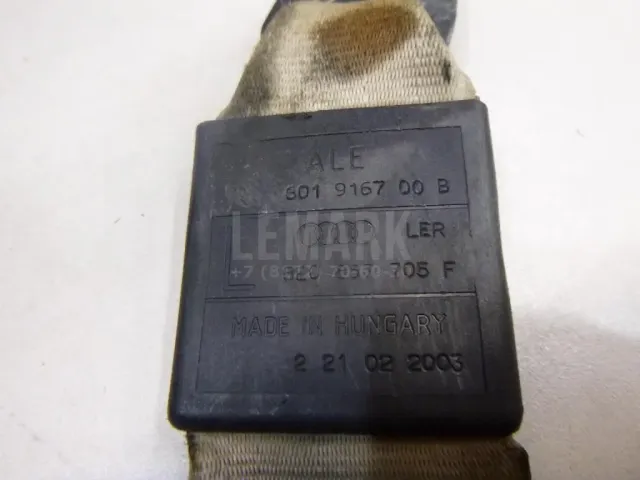 ALE
601 9167 00 B
LEMARK
LER
705 F
MADE IN HUNGARY
2 21 02 2003